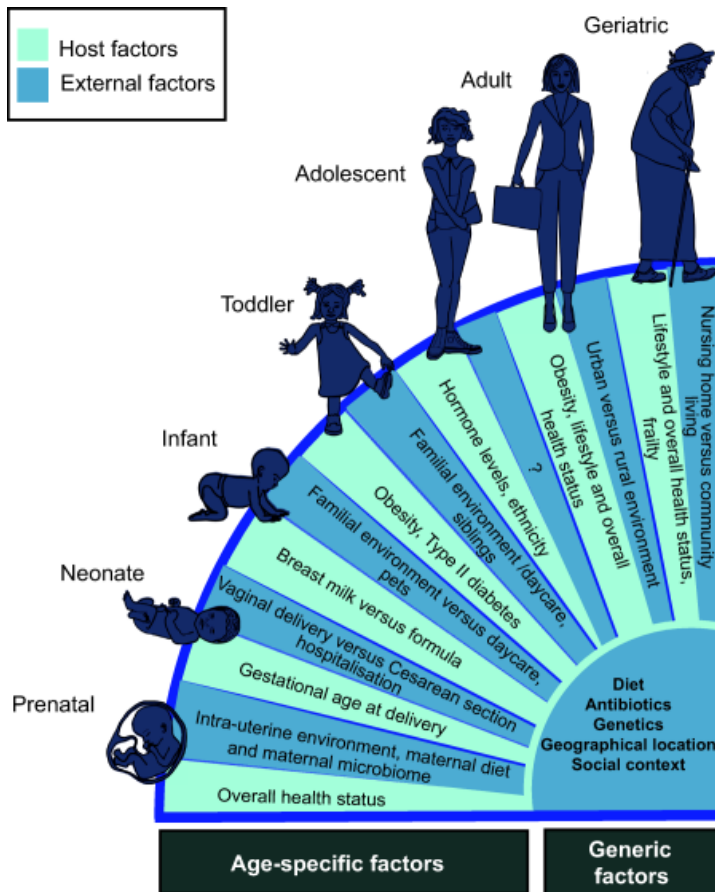 Host factors
External factors
Geriatric
Adult
Adolescent
Toddler
Infant
Neonate
Prenatal
Nursing home versus community
living
Lifestyle and overall health status,
frailty
Urban versus rural environment
Obesity, lifestyle and overall
health status
?
Hormone levels, ethnicity
Familial environment /daycare,
siblings
Obesity, Type II diabetes
Familial environment versus daycare,
pets
Breast milk versus formula
Vaginal delivery versus Cesarean section
hospitalisation
Gestational age at delivery
Intra-uterine environment, maternal diet
and maternal microbiome
Overall health status
Diet
Antibiotics
Genetics
Geographical location
Social context
Age-specific factors
Generic
factors